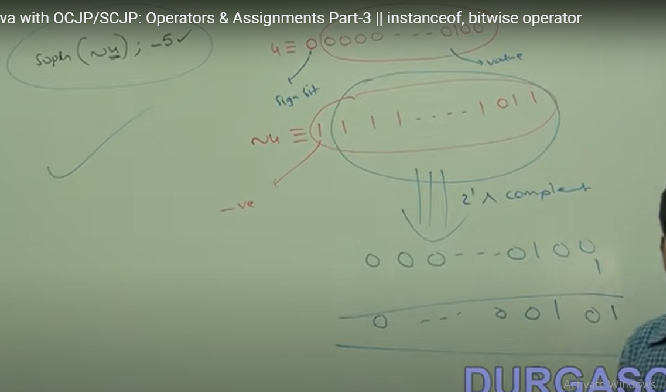 va with OCJP/SCJP: Operators & Assignments Part-3 || instanceof, bitwise operator
sopln (~4); -5 ✓
4 ≡ 0 0000 - - - 0100
sign bit
value
~4 ≡ 1 1 1 1 - - - - 1 0 1 1
-ve
2's complement
0 0 0 - - - 0 1 0 0
1
0 - - - 0 0 1 0 1
DURGASO
Activate Windows